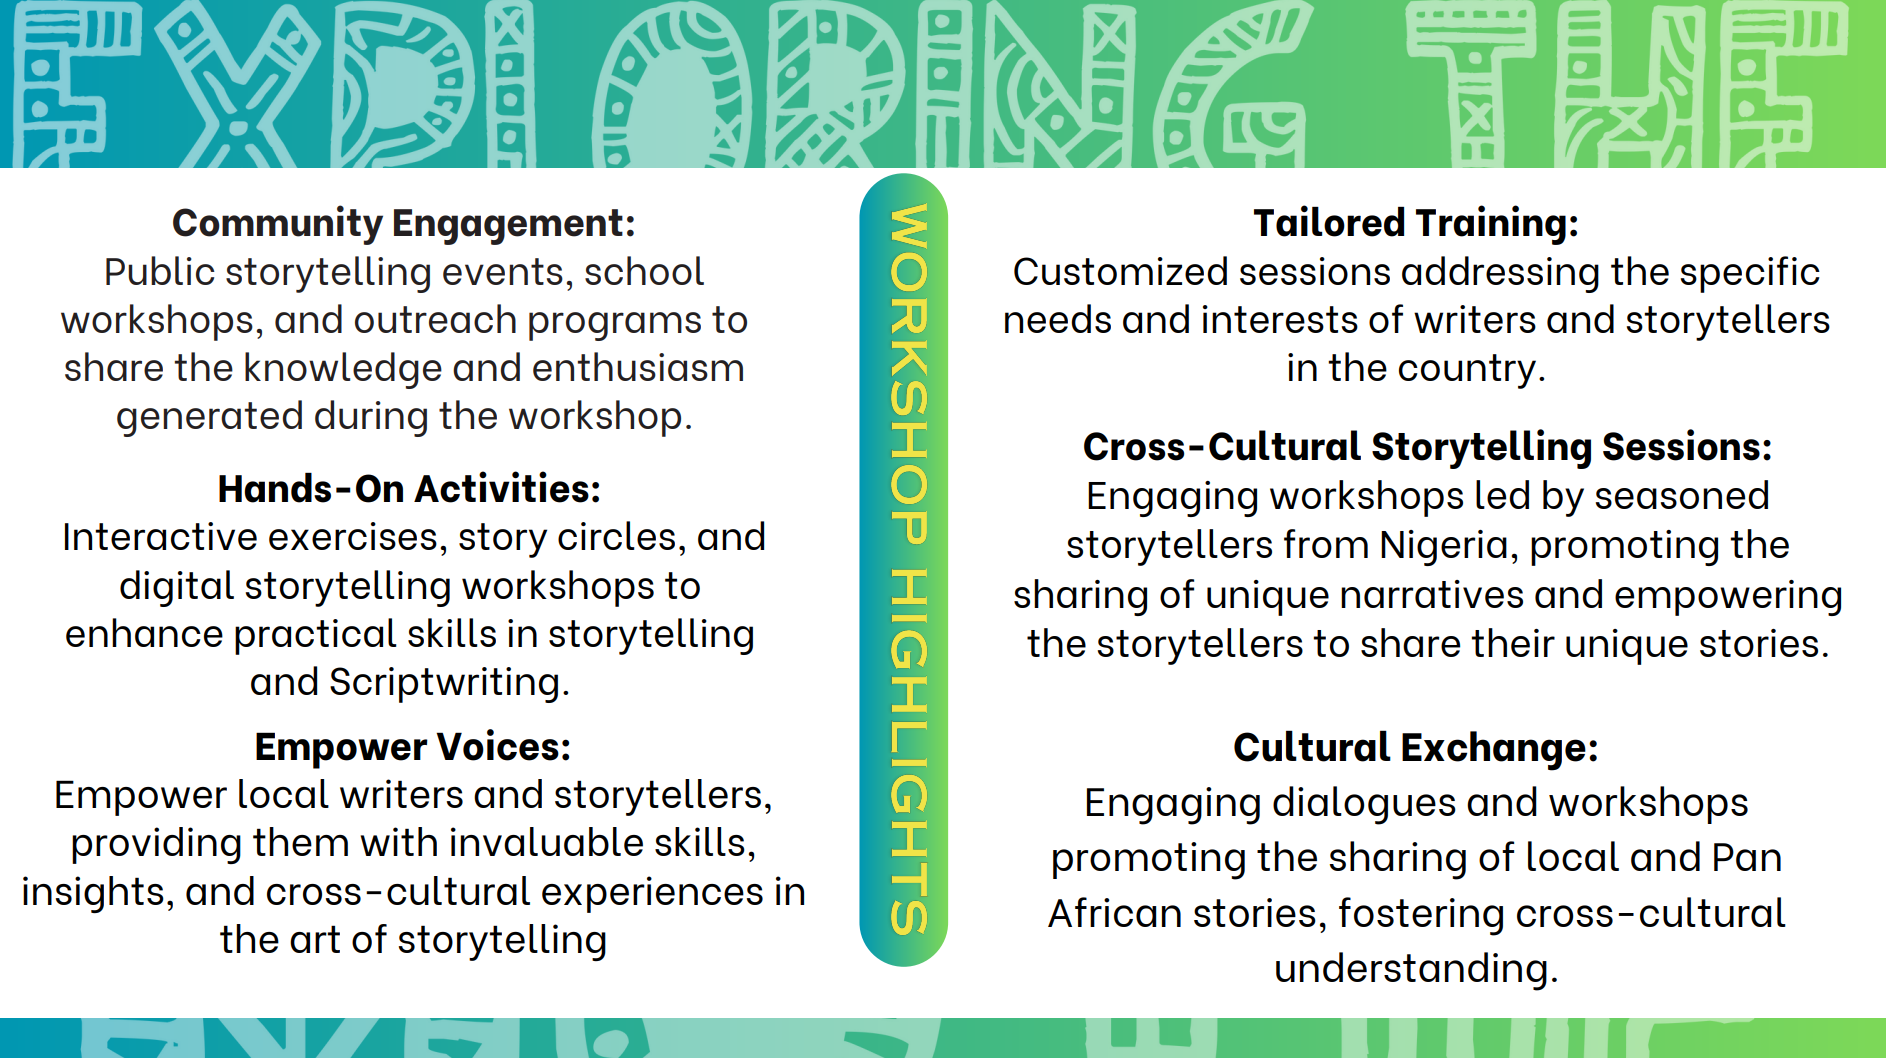 EXPLORING THE
Community Engagement:
Public storytelling events, school
workshops, and outreach programs to
share the knowledge and enthusiasm
generated during the workshop.
Hands-On Activities:
Interactive exercises, story circles, and
digital storytelling workshops to
enhance practical skills in storytelling
and Scriptwriting.
Empower Voices:
Empower local writers and storytellers,
providing them with invaluable skills,
insights, and cross-cultural experiences in
the art of storytelling
WORKSHOP HIGHLIGHTS
Tailored Training:
Customized sessions addressing the specific
needs and interests of writers and storytellers
in the country.
Cross-Cultural Storytelling Sessions:
Engaging workshops led by seasoned
storytellers from Nigeria, promoting the
sharing of unique narratives and empowering
the storytellers to share their unique stories.
Cultural Exchange:
Engaging dialogues and workshops
promoting the sharing of local and Pan
African stories, fostering cross-cultural
understanding.